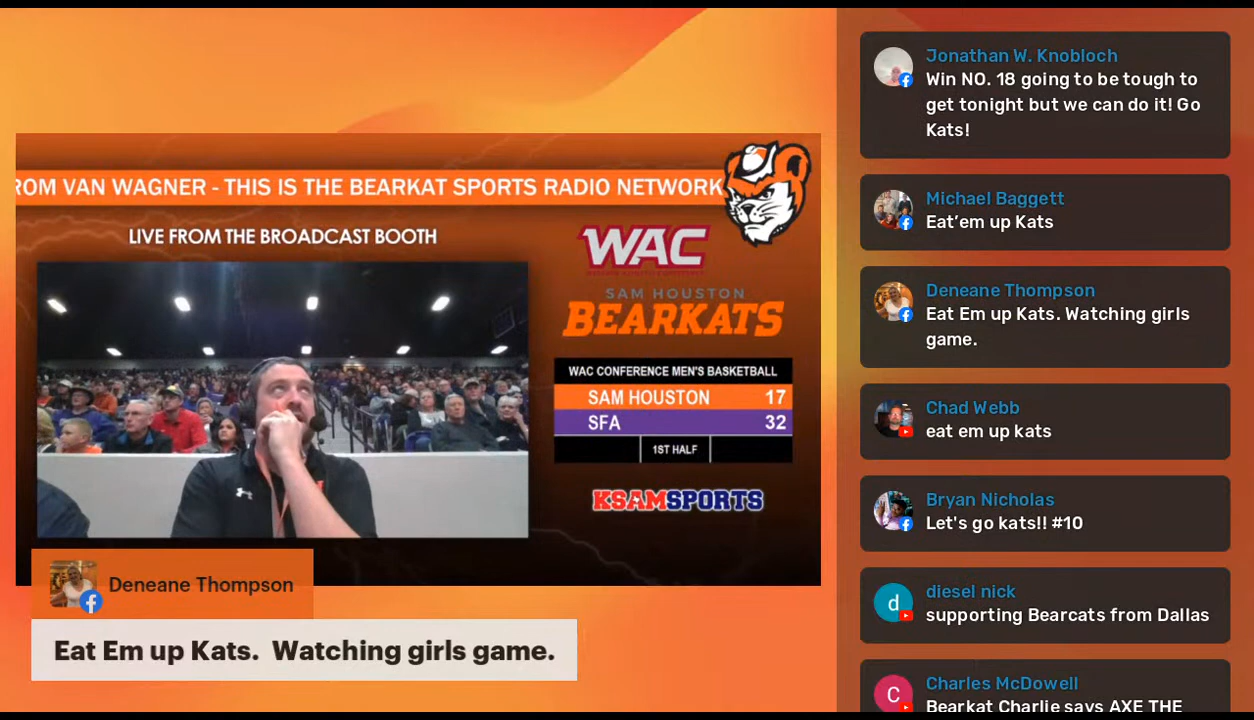 ROM VAN WAGNER - THIS IS THE BEARKAT SPORTS RADIO NETWORK
LIVE FROM THE BROADCAST BOOTH
WAC
SAM HOUSTON
BEARKATS
WAC CONFERENCE MEN'S BASKETBALL
SAM HOUSTON 17
SFA 32
1ST HALF
KSAMSPORTS
Deneane Thompson
Eat Em up Kats. Watching girls game.
Jonathan W. Knobloch
Win NO. 18 going to be tough to
get tonight but we can do it! Go
Kats!
Michael Baggett
Eat’em up Kats
Deneane Thompson
Eat Em up Kats. Watching girls
game.
Chad Webb
eat em up kats
Bryan Nicholas
Let's go kats!! #10
d
diesel nick
supporting Bearcats from Dallas
C
Charles McDowell
Bearkat Charlie says AXE THE